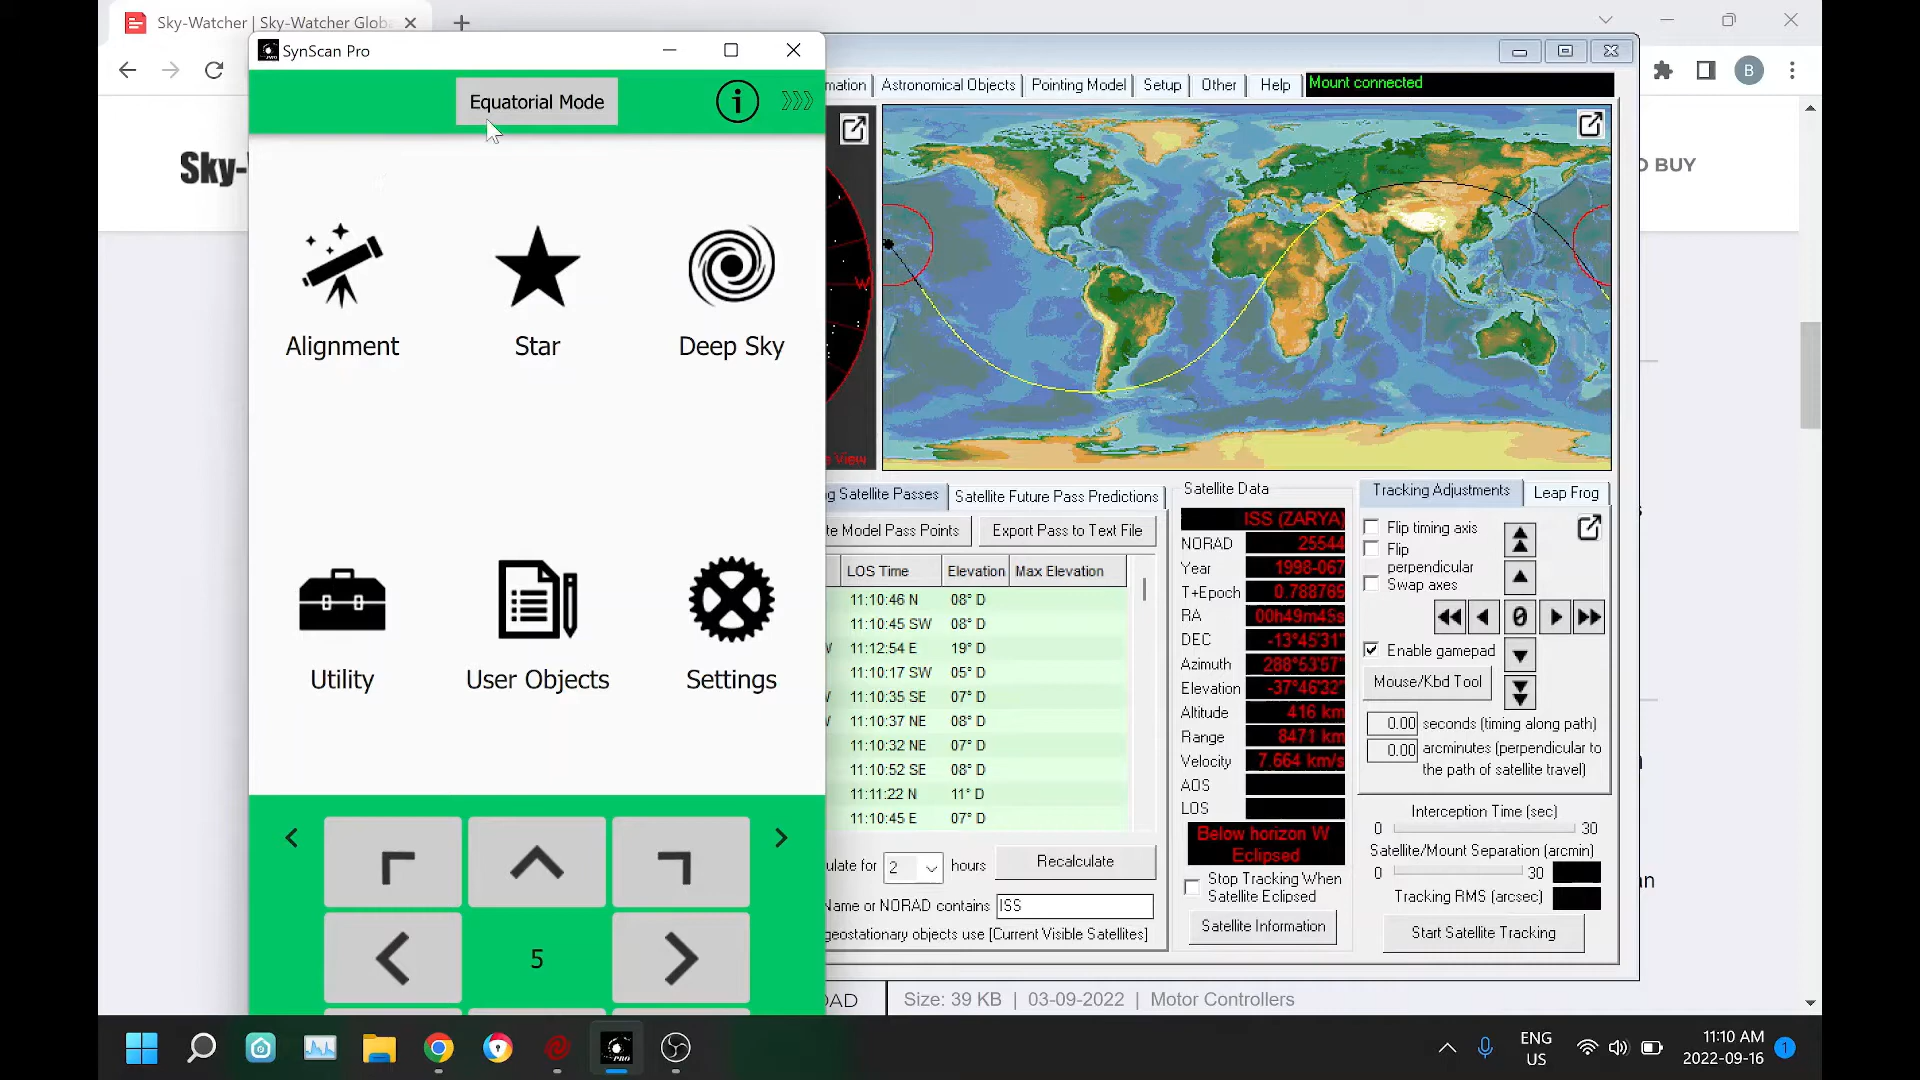 Sky-Watcher | Sky-Watcher Globa
SynScan Pro
Equatorial Mode
Alignment
Star
Deep Sky
Utility
User Objects
Settings
5
Sky-
O BUY
B
mation
Astronomical Objects
Pointing Model
Setup
Other
Help
Mount connected
W
e View
g Satellite Passes
Satellite Future Pass Predictions
te Model Pass Points
Export Pass to Text File
LOS Time Elevation Max Elevation
11:10:46 N 08° D
11:10:45 SW 08° D
11:12:54 E 19° D
11:10:17 SW 05° D
11:10:35 SE 07° D
11:10:37 NE 08° D
11:10:32 NE 07° D
11:10:52 SE 08° D
11:11:22 N 11° D
11:10:45 E 07° D
ulate for 2 hours Recalculate
Name or NORAD contains ISS
geostationary objects use [Current Visible Satellites]
Satellite Data
ISS (ZARYA)
NORAD 25544
Year 1998-067
T+Epoch 0.788769
RA 00h49m45s
DEC -13°45'31"
Azimuth 288°53'57"
Elevation -37°46'32"
Altitude 416 km
Range 8471 km
Velocity 7.664 km/s
AOS
LOS
Below horizon W
Eclipsed
Stop Tracking When
Satellite Eclipsed
Satellite Information
Tracking Adjustments
Leap Frog
Flip timing axis
Flip
perpendicular
Swap axes
0
Enable gamepad
Mouse/Kbd Tool
0.00 seconds (timing along path)
0.00 arcminutes (perpendicular to
the path of satellite travel)
Interception Time (sec)
0 30
Satellite/Mount Separation (arcmin)
0 30
Tracking RMS (arcsec)
Start Satellite Tracking
an
OAD
Size: 39 KB | 03-09-2022 | Motor Controllers
PRO
ENG
US
11:10 AM
2022-09-16
1